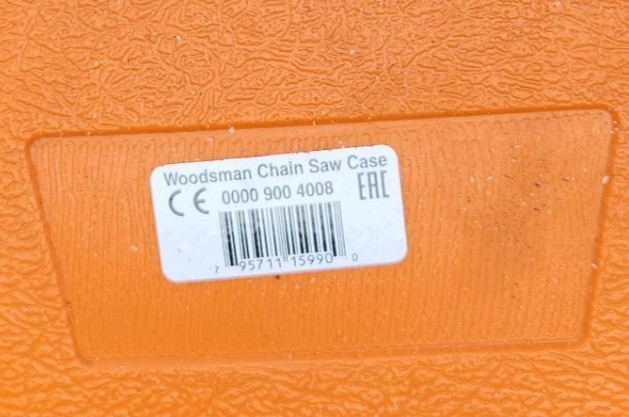 Woodsman Chain Saw Case
CE 0000 900 4008 EAC
7 95711 15990 0